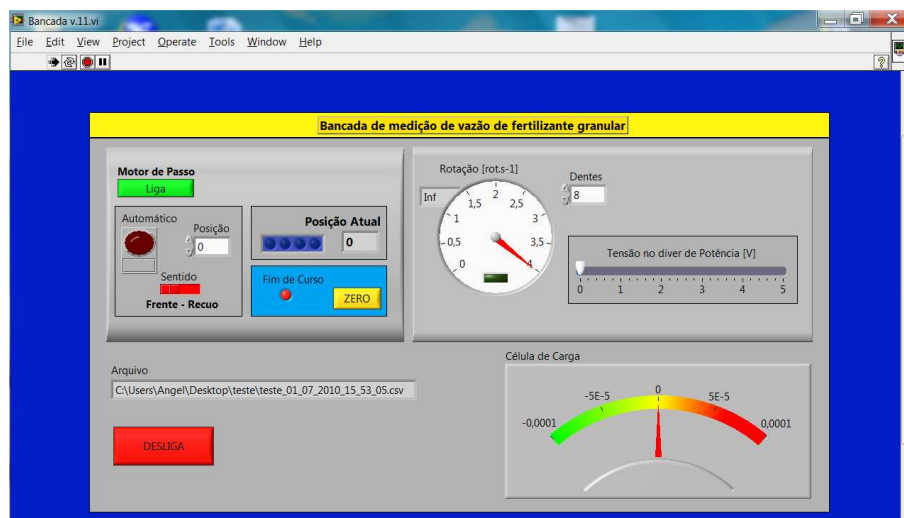 Bancada v.11.vi
File Edit View Project Operate Tools Window Help
?
Bancada de medição de vazão de fertilizante granular
Motor de Passo
Liga
Automático
Posição
0
Sentido
Frente - Recuo
Posição Atual
0
Fim de Curso
ZERO
Rotação [rot.s-1]
Inf
0 0,5 1 1,5 2 2,5 3 3,5 4
Dentes
8
Tensão no diver de Potência [V]
0 1 2 3 4 5
Arquivo
C:\Users\Angel\Desktop\teste\teste_01_07_2010_15_53_05.csv
DESLIGA
Célula de Carga
-0,0001 -5E-5 0 5E-5 0,0001